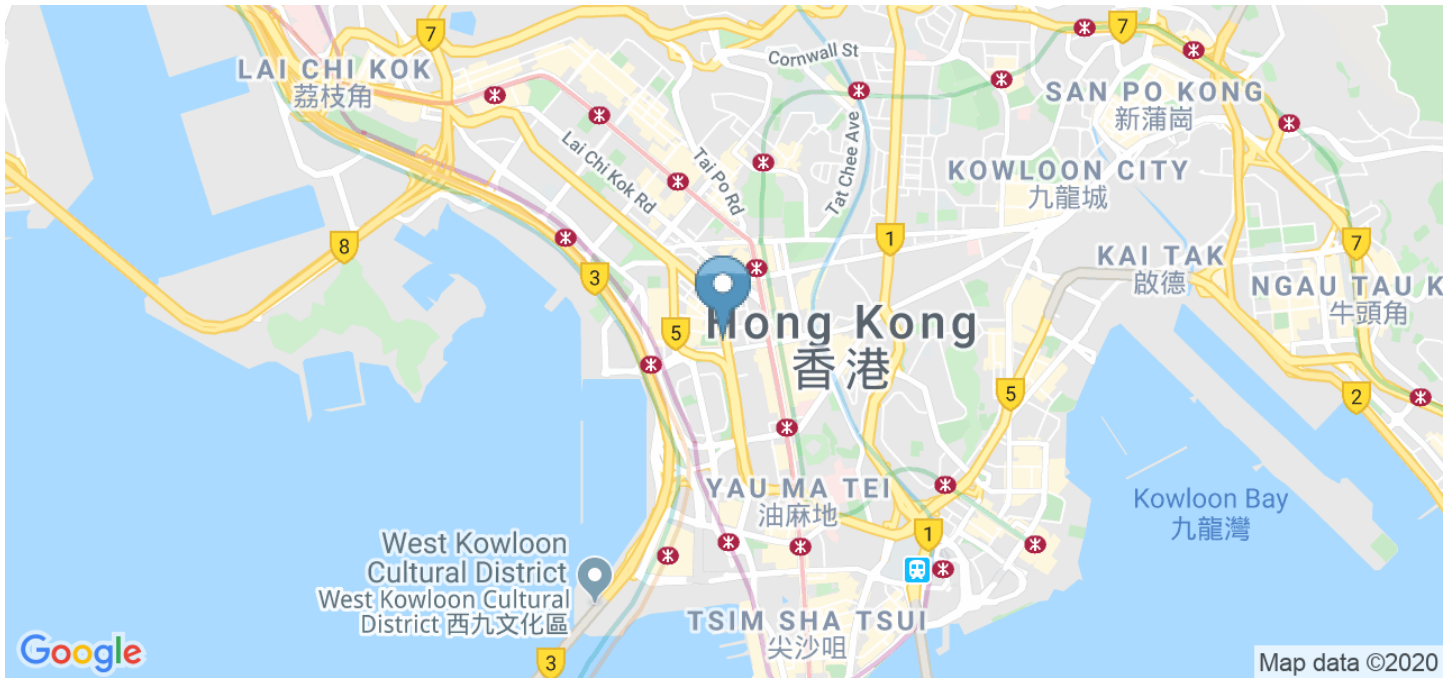 7
7
Cornwall St
LAI CHI KOK
荔枝角
SAN PO KONG
新蒲崗
Lai Chi Kok Rd
Tai Po Rd
Tat Chee Ave
KOWLOON CITY
九龍城
8
1
7
3
KAI TAK
啟德
NGAU TAU K
牛頭角
5
Hong Kong
香港
5
2
YAU MA TEI
油麻地
Kowloon Bay
九龍灣
1
West Kowloon
Cultural District
West Kowloon Cultural
District 西九文化區
TSIM SHA TSUI
尖沙咀
Google
3
Map data ©2020